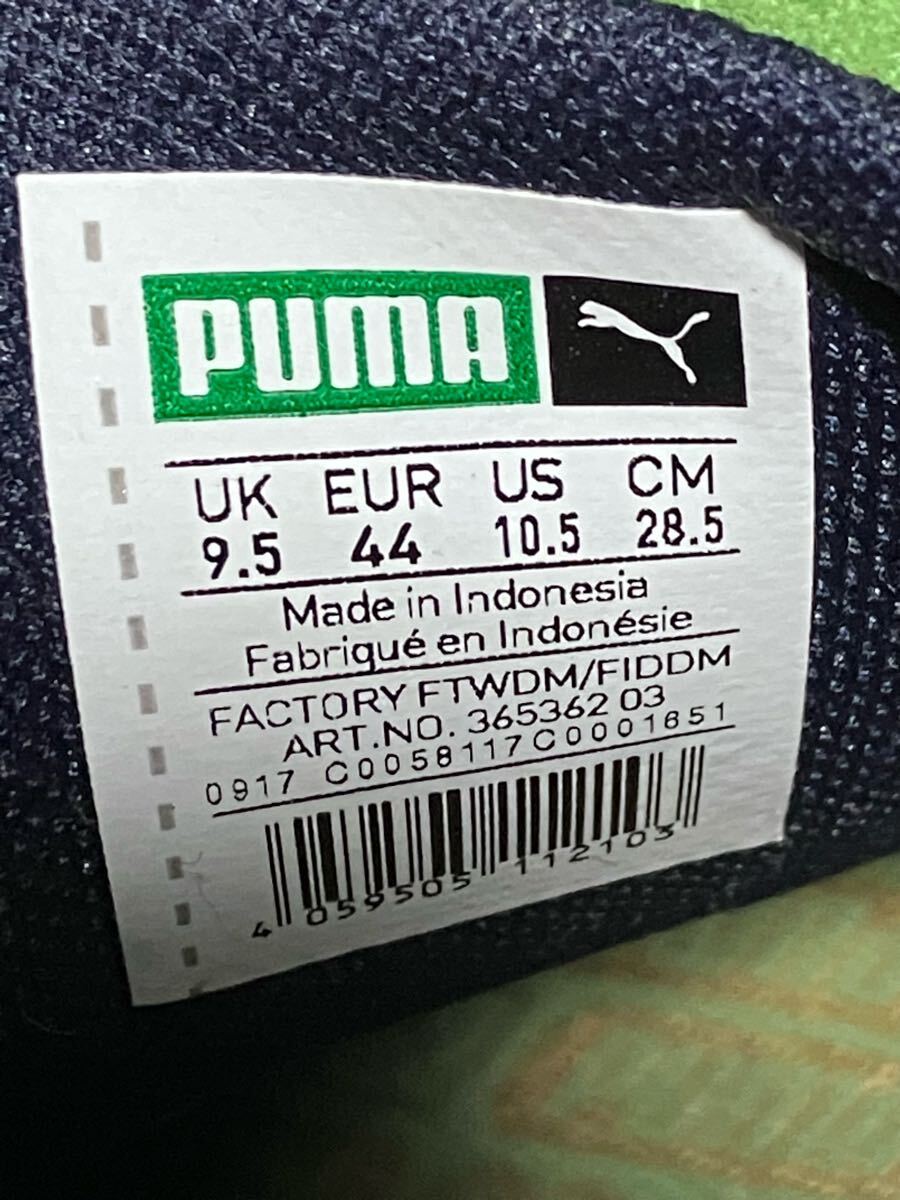 PUMA
UK EUR US CM
9.5 44 10.5 28.5
Made in Indonesia
Fabriqué en Indonésie
FACTORY FTWDM/FIDDM
ART.NO. 365362 03
0917 C0058117C0001651
4 059505 112103